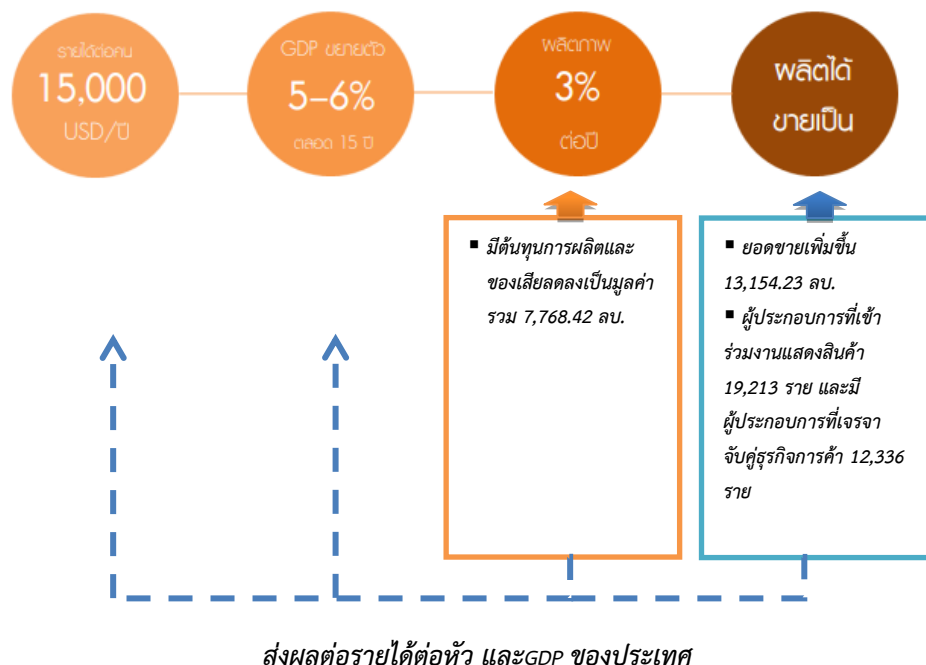 รายได้ต่อคน
15,000
USD/ปี
GDP ขยายตัว
5–6%
ตลอด 15 ปี
ผลิตภาพ
3%
ต่อปี
ผลิตได้
ขายเป็น
▪ มีต้นทุนการผลิตและ
ของเสียลดลงเป็นมูลค่า
รวม 7,768.42 ลบ.
▪ ยอดขายเพิ่มขึ้น
13,154.23 ลบ.
▪ ผู้ประกอบการที่เข้า
ร่วมงานแสดงสินค้า
19,213 ราย และมี
ผู้ประกอบการที่เจรจา
จับคู่ธุรกิจการค้า 12,336
ราย
ส่งผลต่อรายได้ต่อหัว และGDP ของประเทศ